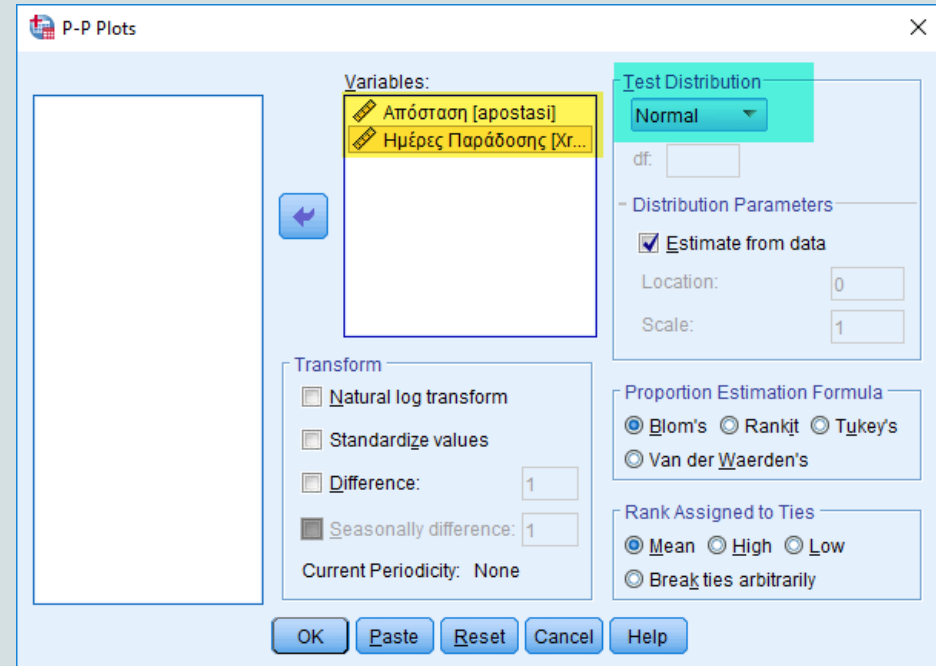 P-P Plots
Variables:
Απόσταση [apostasi]
Ημέρες Παράδοσης [Xr...
Test Distribution
Normal
df:
Distribution Parameters
Estimate from data
Location: 0
Scale: 1
Transform
Natural log transform
Standardize values
Difference: 1
Seasonally difference: 1
Current Periodicity: None
Proportion Estimation Formula
Blom's Rankit Tukey's
Van der Waerden's
Rank Assigned to Ties
Mean High Low
Break ties arbitrarily
OK Paste Reset Cancel Help